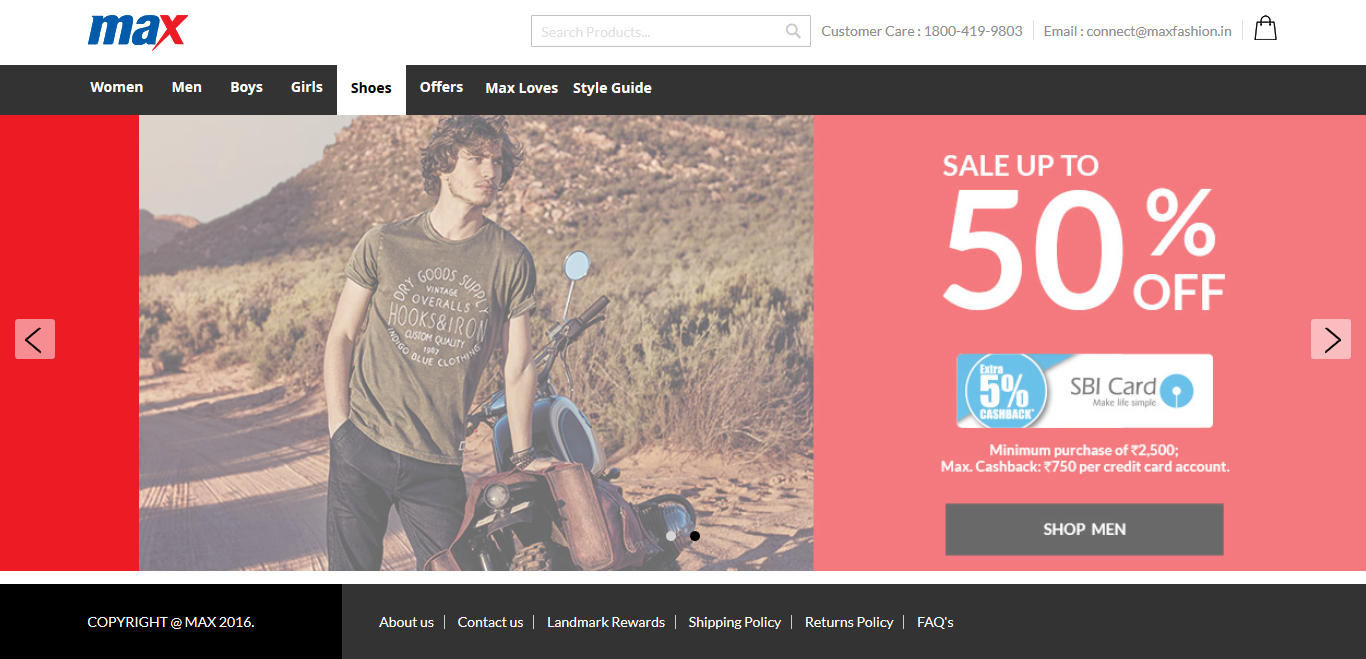 max
Search Products...
Customer Care : 1800-419-9803
Email : connect@maxfashion.in
Women Men Boys Girls Shoes Offers Max Loves Style Guide
DRY GOODS SUPPLY
VINTAGE
OVERALLS
HOOKS&IRON
CUSTOM QUALITY
1967
INDIGO BLUE CLOTHING
SALE UP TO
50% OFF
Extra
5%
CASHBACK*
SBI Card
Make life simple
Minimum purchase of ₹2,500;
Max. Cashback: ₹750 per credit card account.
SHOP MEN
COPYRIGHT @ MAX 2016.
About us | Contact us | Landmark Rewards | Shipping Policy | Returns Policy | FAQ's